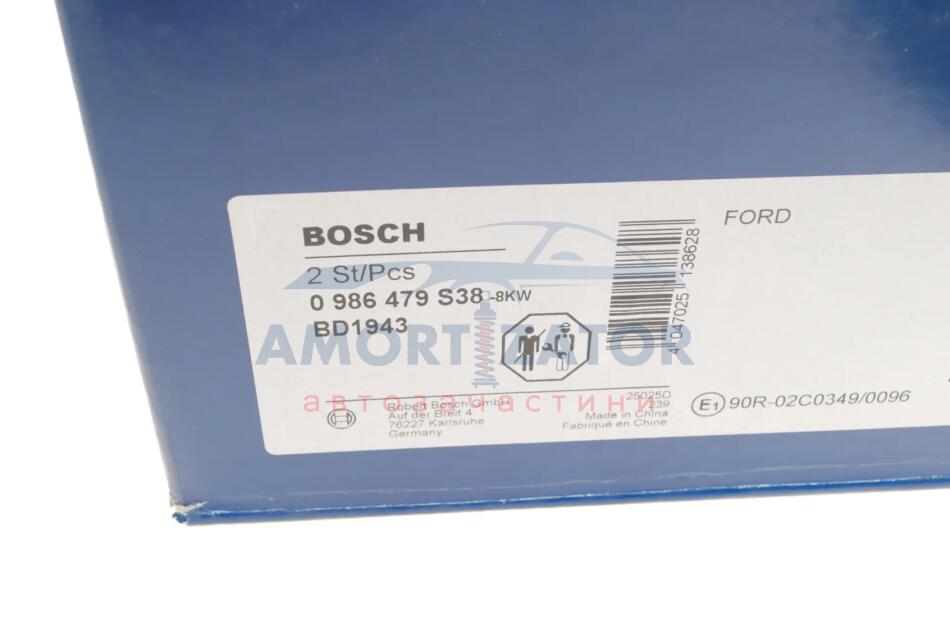 BOSCH
2 St/Pcs
0 986 479 S38 -8KW
BD1943
4 047025 138628
FORD
AMORTIZATOR
автозапчастини
Robert Bosch GmbH
Auf der Breit 4
76227 Karlsruhe
Germany
25025D
239
Made in China
Fabriqué en Chine
E1 90R-02C0349/0096